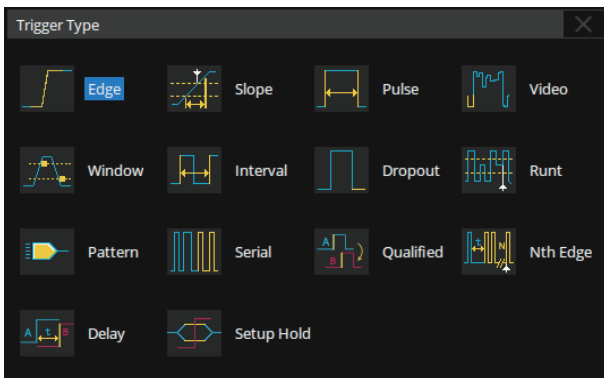 Trigger Type
Edge Slope Pulse Video
Window Interval Dropout Runt
Pattern Serial A B Qualified N Nth Edge
A t B Delay Setup Hold